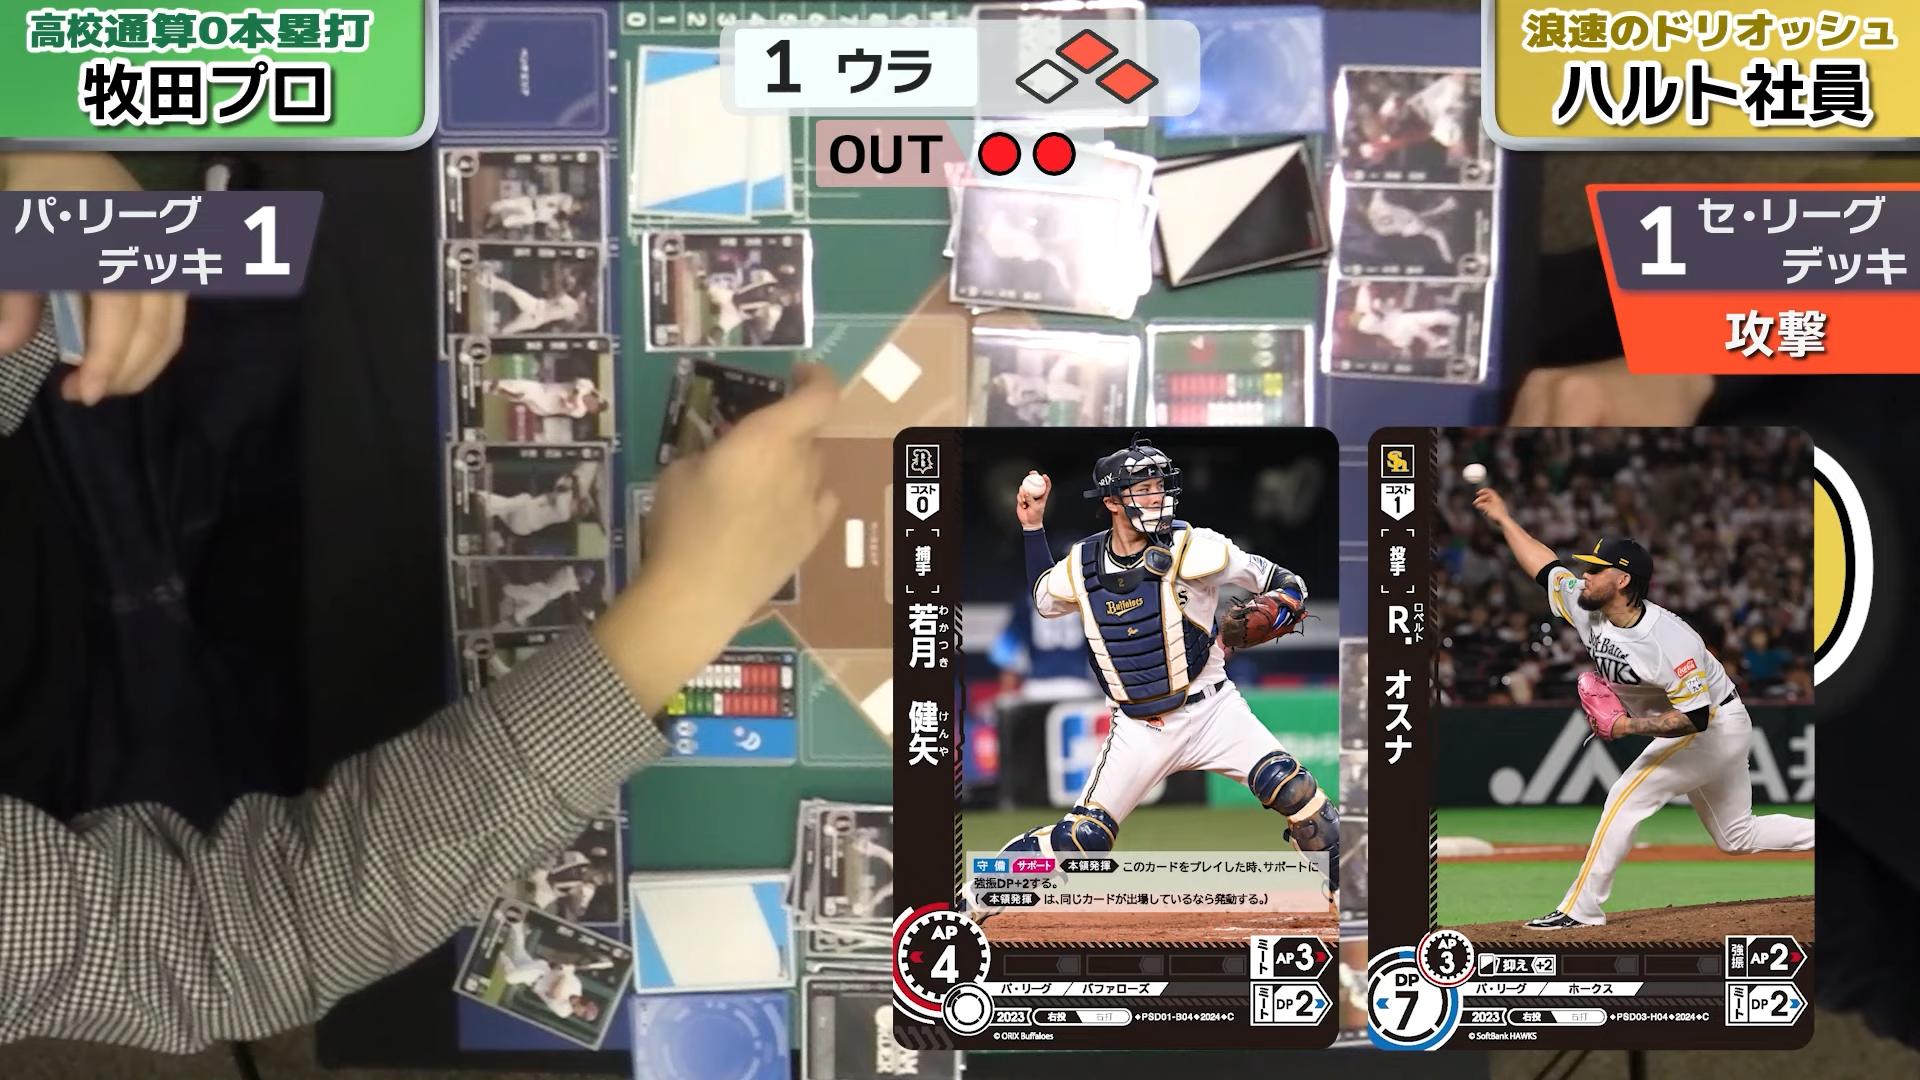 高校通算0本塁打
牧田プロ
1 ウラ
OUT
浪速のドリオッシュ
ハルト社員
パ・リーグ
デッキ 1
1 セ・リーグ
デッキ
攻撃
コスト
0
捕手
若月 健矢
わかつき けんや
Buffaloes
守備 サポート 本領発揮 このカードをプレイした時、サポートに
強振DP+2する。
(本領発揮 は、同じカードが出場しているなら発動する。)
AP
4
ミート AP3
パ・リーグ / バファローズ
ミート DP2
2023 右投 右打 ◆PSD01-B04◆2024◆C
© ORIX Buffaloes
コスト
1
投手
R. オスナ
ロベルト
AP
3
抑え +2
強振 AP2
DP
7
パ・リーグ / ホークス
ミート DP2
2023 右投 右打 ◆PSD03-H04◆2024◆C
© SoftBank HAWKS